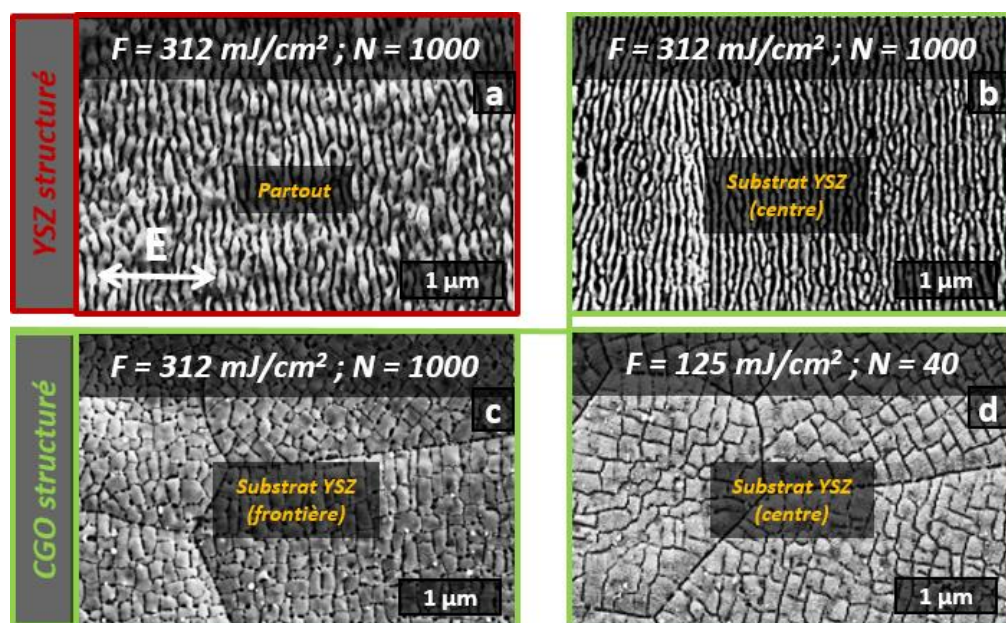 YSZ structuré
F = 312 mJ/cm² ; N = 1000
a
Partout
E
1 µm
F = 312 mJ/cm² ; N = 1000
b
Substrat YSZ
(centre)
1 µm
CGO structuré
F = 312 mJ/cm² ; N = 1000
c
Substrat YSZ
(frontière)
1 µm
F = 125 mJ/cm² ; N = 40
d
Substrat YSZ
(centre)
1 µm